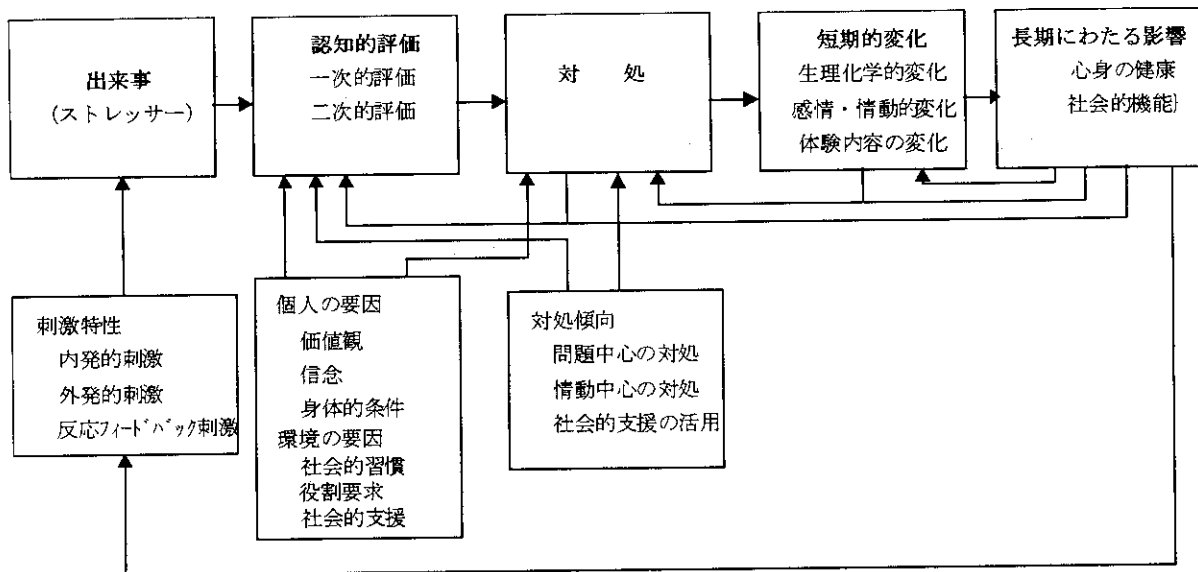 出来事
(ストレッサー)
認知的評価
一次的評価
二次的評価
対　処
短期的変化
生理化学的変化
感情・情動的変化
体験内容の変化
長期にわたる影響
心身の健康
社会的機能}
刺激特性
内発的刺激
外発的刺激
反応フィードバック刺激
個人の要因
価値観
信念
身体的条件
環境の要因
社会的習慣
役割要求
社会的支援
対処傾向
問題中心の対処
情動中心の対処
社会的支援の活用